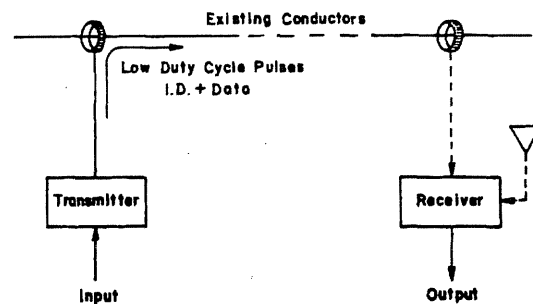 Existing Conductors
Low Duty Cycle Pulses
I.D. + Data
Transmitter
Receiver
Input
Output